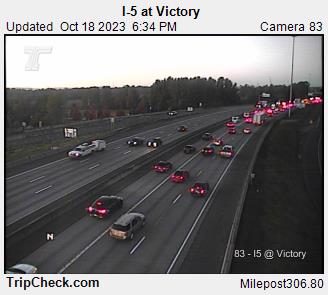 I-5 at Victory
Updated Oct 18 2023 6:34 PM Camera 83
N
83 - I5 @ Victory
TripCheck.com Milepost306.80